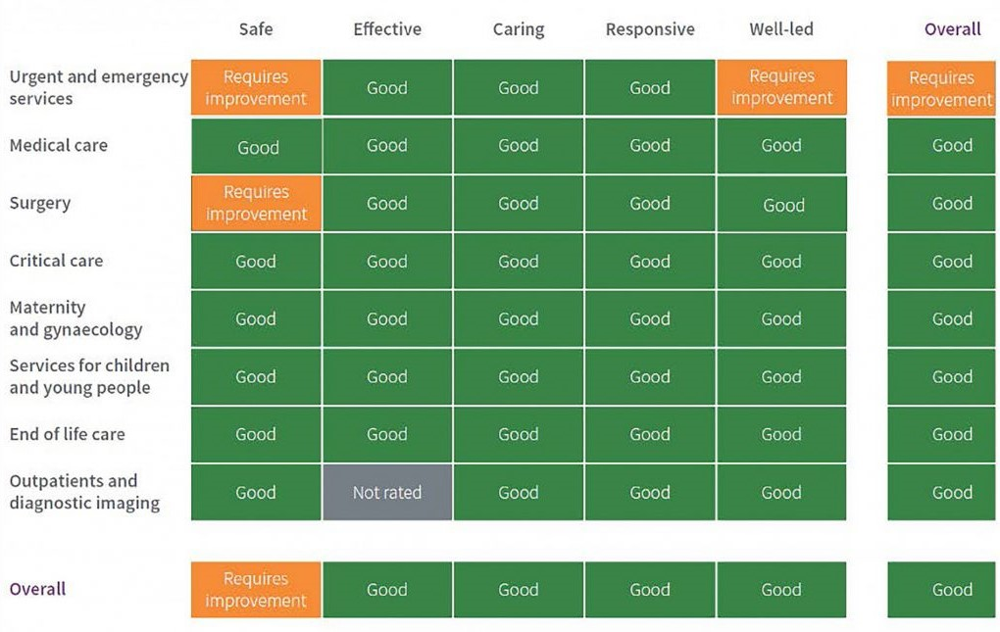 Safe Effective Caring Responsive Well-led Overall
Urgent and emergency services Requires improvement Good Good Good Requires improvement Requires improvement
Medical care Good Good Good Good Good Good
Surgery Requires improvement Good Good Good Good Good
Critical care Good Good Good Good Good Good
Maternity and gynaecology Good Good Good Good Good Good
Services for children and young people Good Good Good Good Good Good
End of life care Good Good Good Good Good Good
Outpatients and diagnostic imaging Good Not rated Good Good Good Good
Overall Requires improvement Good Good Good Good Good